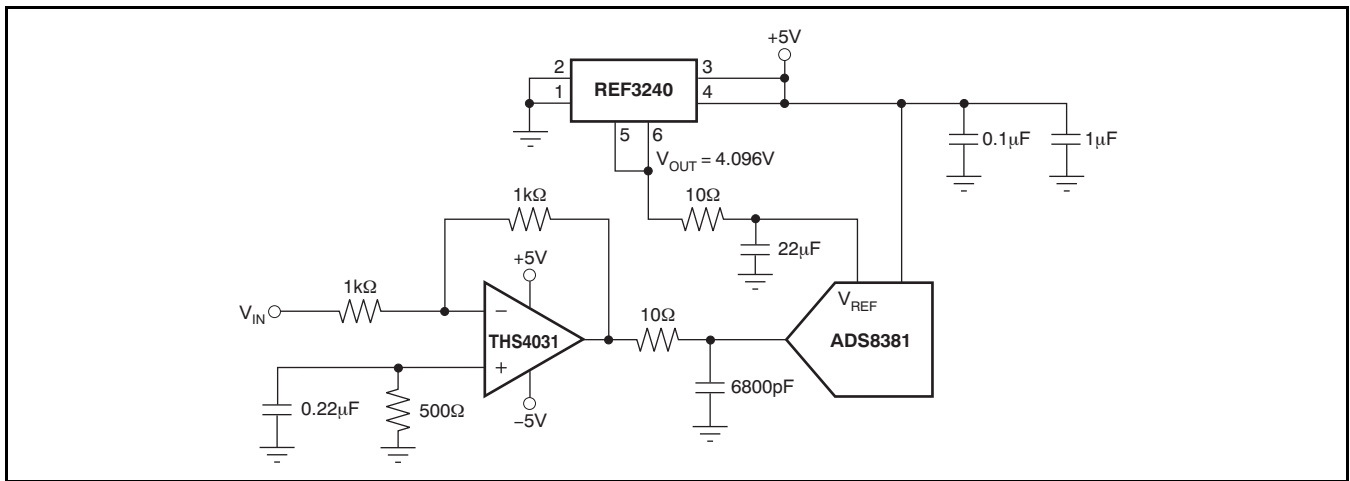 +5V
2
3
REF3240
1
4
5
6
0.1μF
1μF
V_OUT = 4.096V
1kΩ
10Ω
22μF
+5V
1kΩ
V_IN
−
10Ω
V_REF
THS4031
ADS8381
+
6800pF
0.22μF
500Ω
−5V